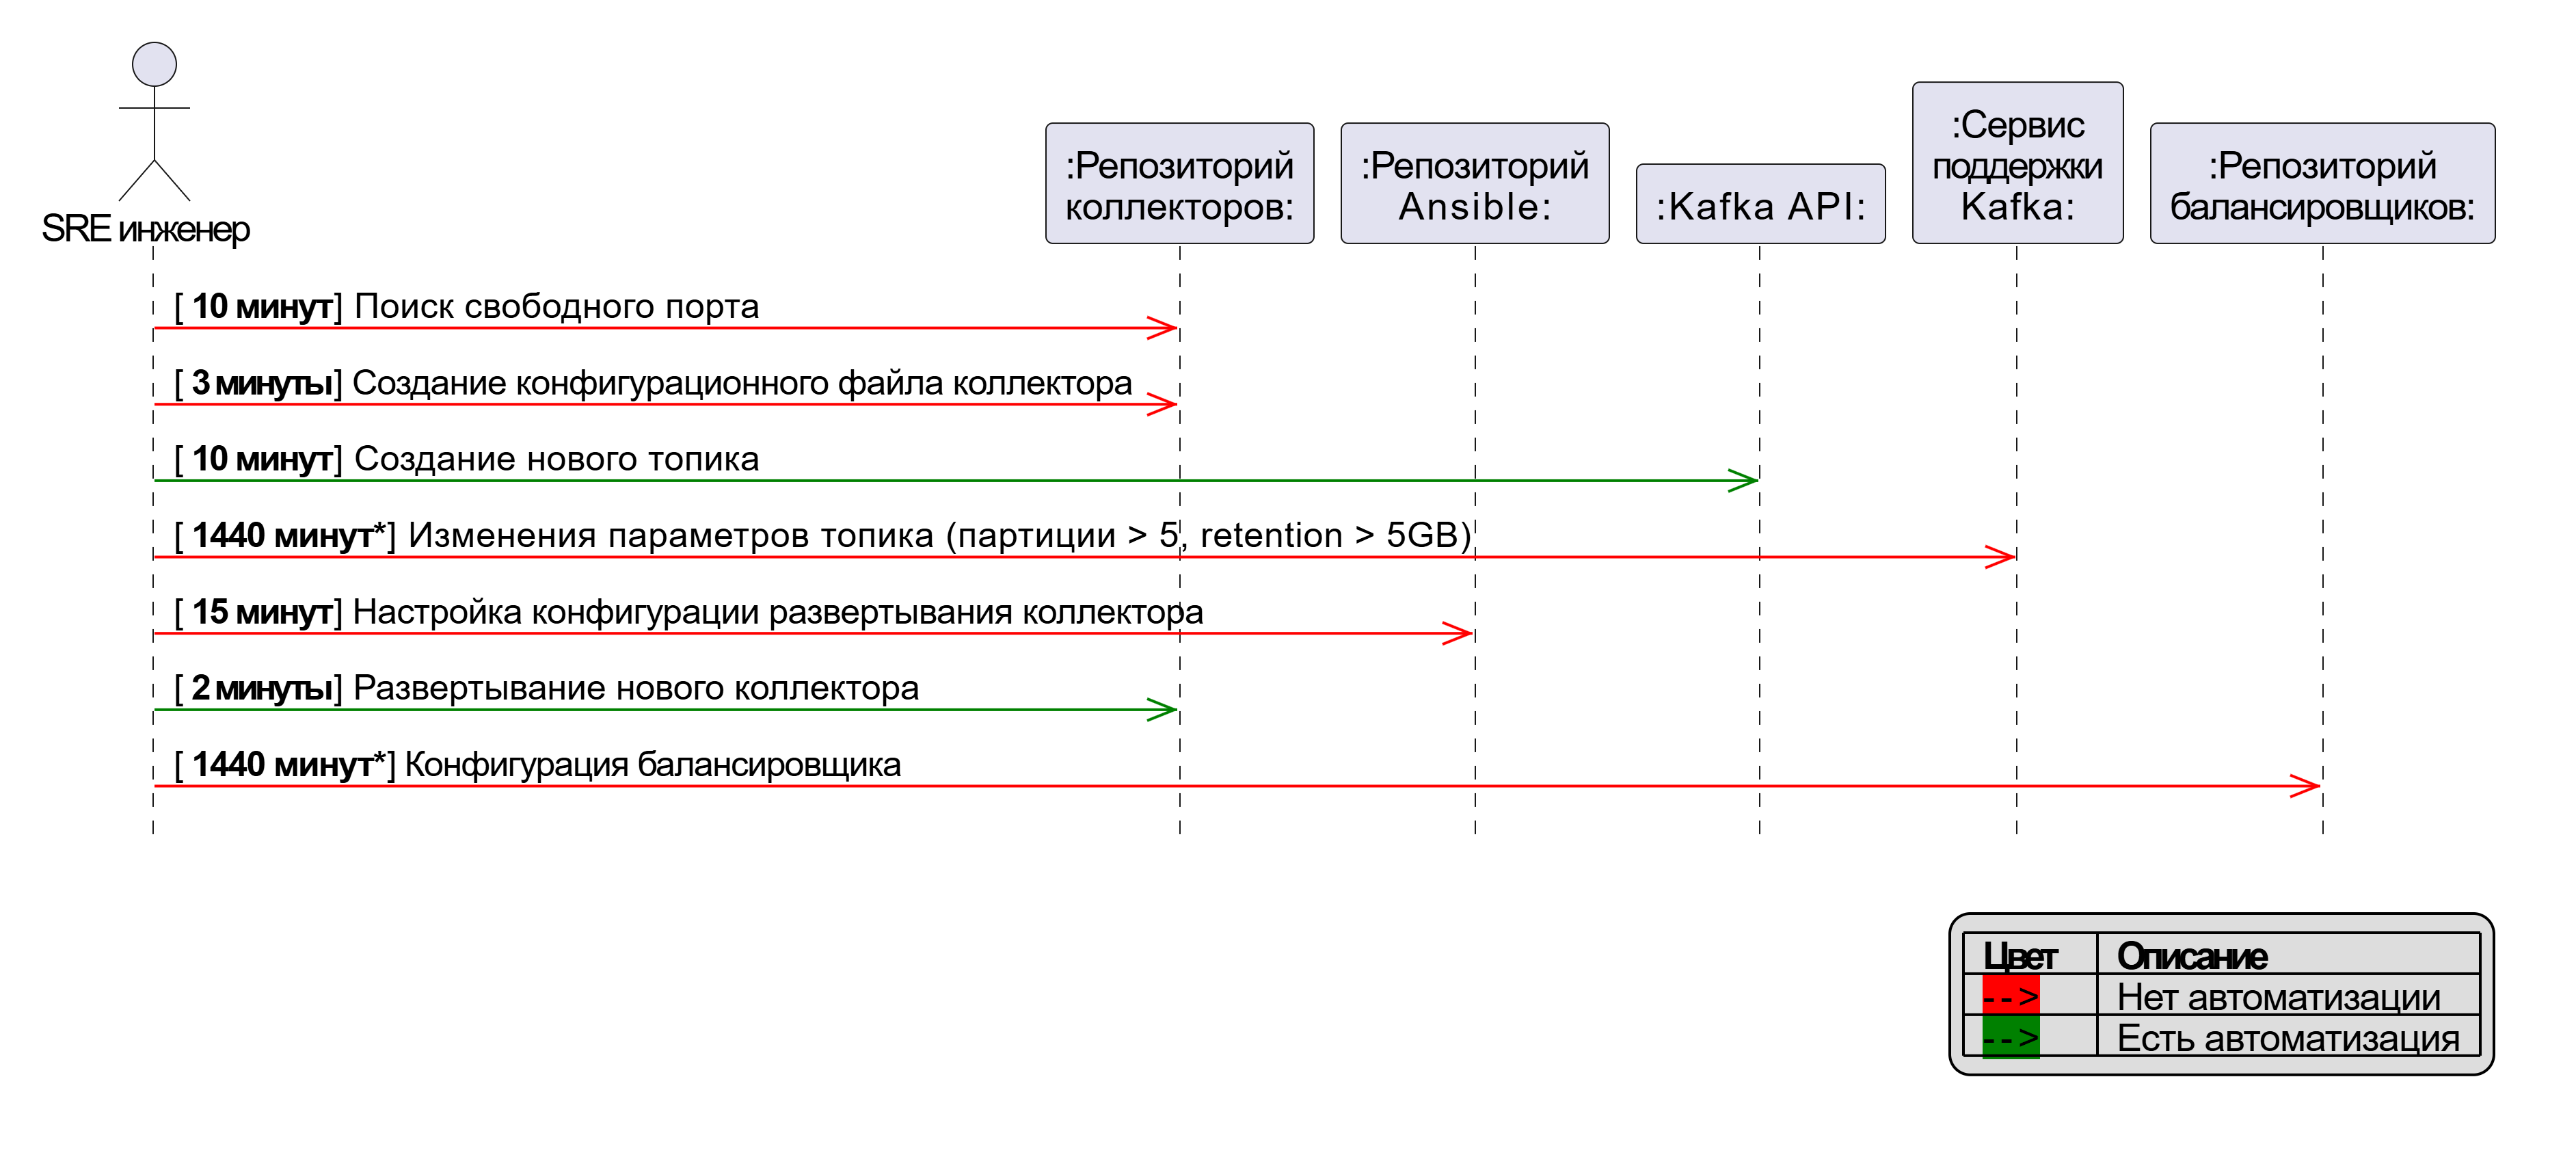 SRE инженер
:Репозиторий
коллекторов:
:Репозиторий
Ansible:
:Kafka API:
:Сервис
поддержки
Kafka:
:Репозиторий
балансировщиков:
[ 10 минут] Поиск свободного порта
[ 3 минуты] Создание конфигурационного файла коллектора
[ 10 минут] Создание нового топика
[ 1440 минут*] Изменения параметров топика (партиции > 5, retention > 5GB)
[ 15 минут] Настройка конфигурации развертывания коллектора
[ 2 минуты] Развертывание нового коллектора
[ 1440 минут*] Конфигурация балансировщика
Цвет Описание
--> Нет автоматизации
--> Есть автоматизация